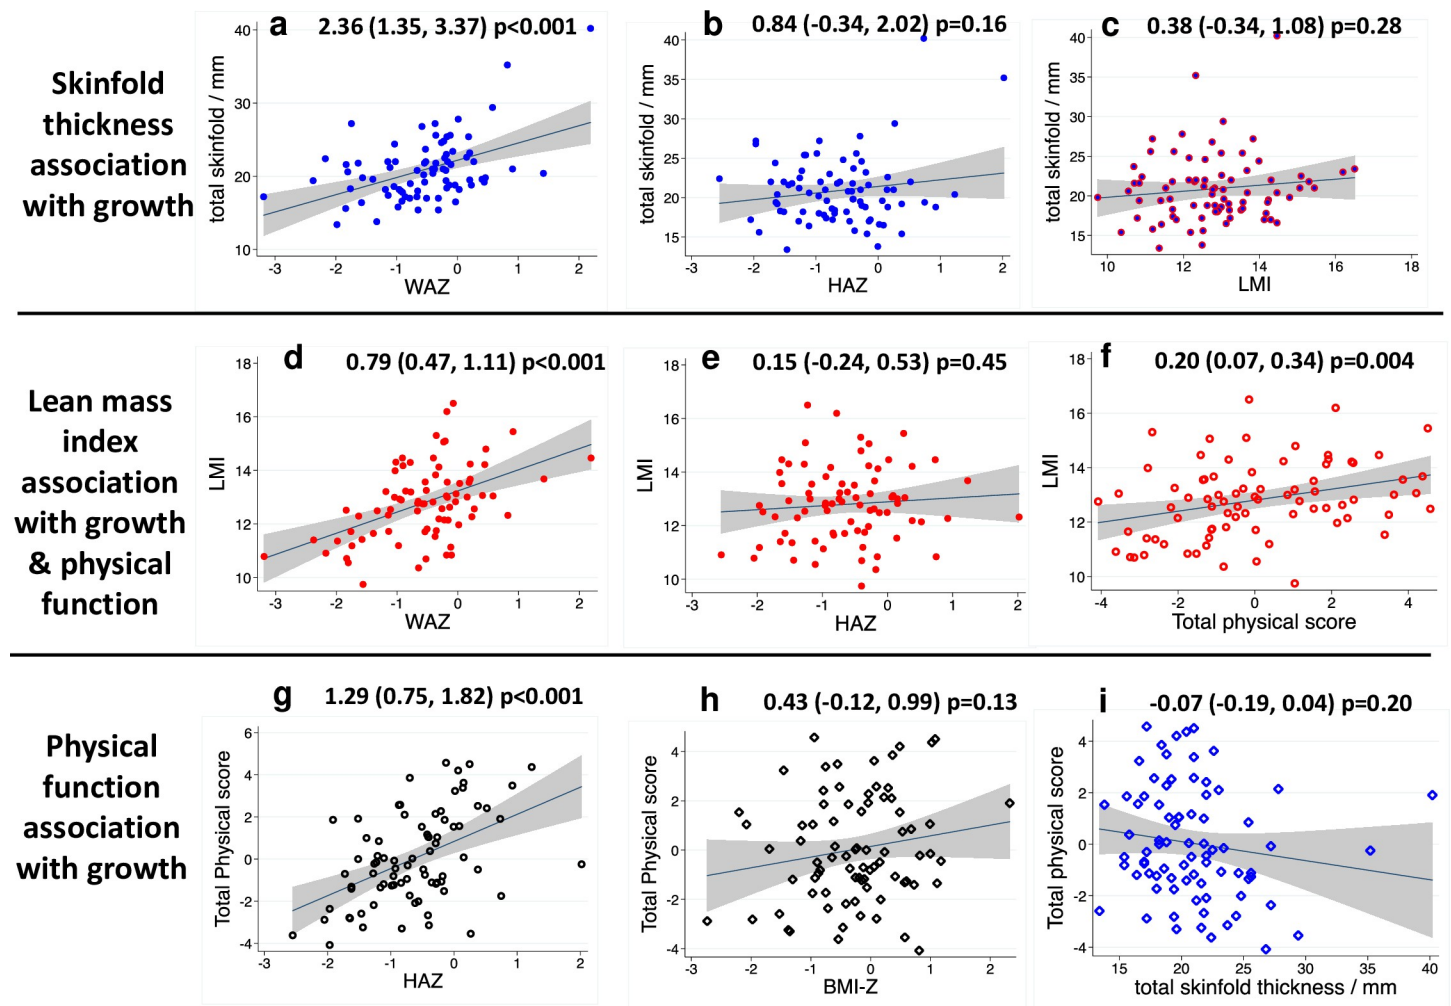 Skinfold
thickness
association
with growth
a 2.36 (1.35, 3.37) p<0.001
total skinfold / mm
40
30
20
10
-3 -2 -1 0 1 2
WAZ
b 0.84 (-0.34, 2.02) p=0.16
total skinfold / mm
40
35
30
25
20
15
-3 -2 -1 0 1 2
HAZ
c 0.38 (-0.34, 1.08) p=0.28
total skinfold / mm
40
35
30
25
20
15
10 12 14 16 18
LMI
Lean mass
index
association
with growth
& physical
function
d 0.79 (0.47, 1.11) p<0.001
LMI
18
16
14
12
10
-3 -2 -1 0 1 2
WAZ
e 0.15 (-0.24, 0.53) p=0.45
LMI
18
16
14
12
10
-3 -2 -1 0 1 2
HAZ
f 0.20 (0.07, 0.34) p=0.004
LMI
18
16
14
12
10
-4 -2 0 2 4
Total physical score
Physical
function
association
with growth
g 1.29 (0.75, 1.82) p<0.001
Total Physical score
6
4
2
0
-2
-4
-3 -2 -1 0 1 2
HAZ
h 0.43 (-0.12, 0.99) p=0.13
Total Physical score
4
2
0
-2
-4
-3 -2 -1 0 1 2
BMI-Z
i -0.07 (-0.19, 0.04) p=0.20
Total physical score
4
2
0
-2
-4
15 20 25 30 35 40
total skinfold thickness / mm